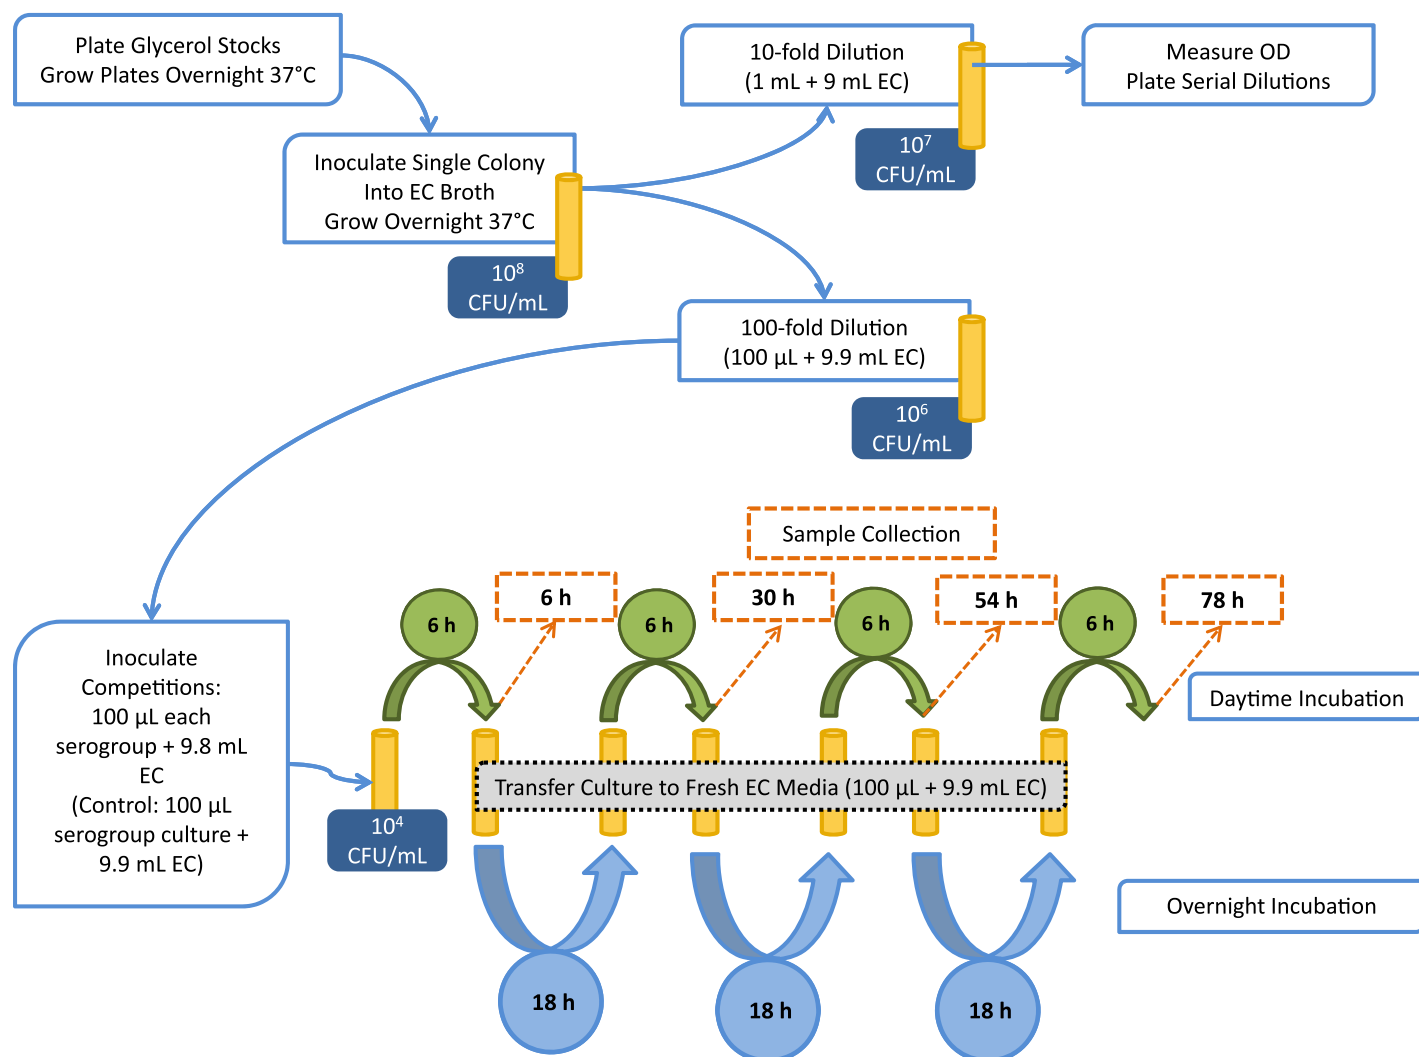 Plate Glycerol Stocks
Grow Plates Overnight 37°C
Inoculate Single Colony
Into EC Broth
Grow Overnight 37°C
10⁸
CFU/mL
10-fold Dilution
(1 mL + 9 mL EC)
10⁷
CFU/mL
Measure OD
Plate Serial Dilutions
100-fold Dilution
(100 µL + 9.9 mL EC)
10⁶
CFU/mL
Inoculate
Competitions:
100 µL each
serogroup + 9.8 mL
EC
(Control: 100 µL
serogroup culture +
9.9 mL EC)
10⁴
CFU/mL
Sample Collection
6 h
6 h
6 h
30 h
6 h
54 h
6 h
78 h
Daytime Incubation
Transfer Culture to Fresh EC Media (100 µL + 9.9 mL EC)
Overnight Incubation
18 h
18 h
18 h